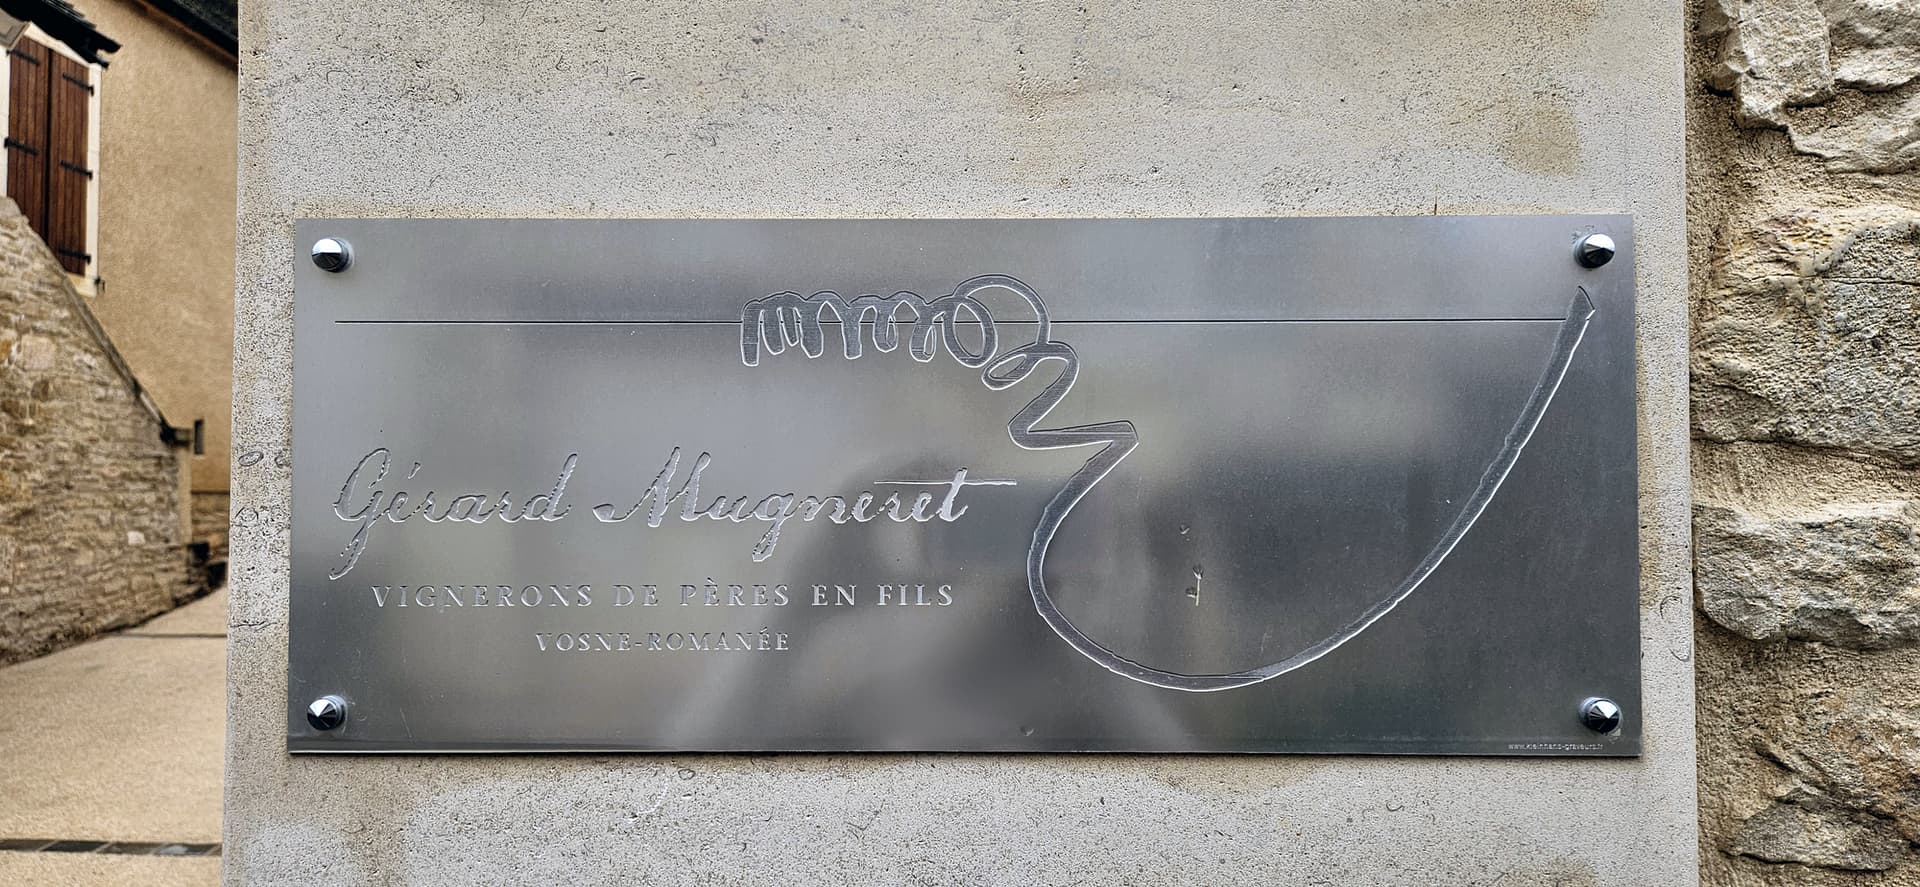 Gérard Mugneret
VIGNERONS DE PÈRES EN FILS
VOSNE-ROMANÉE